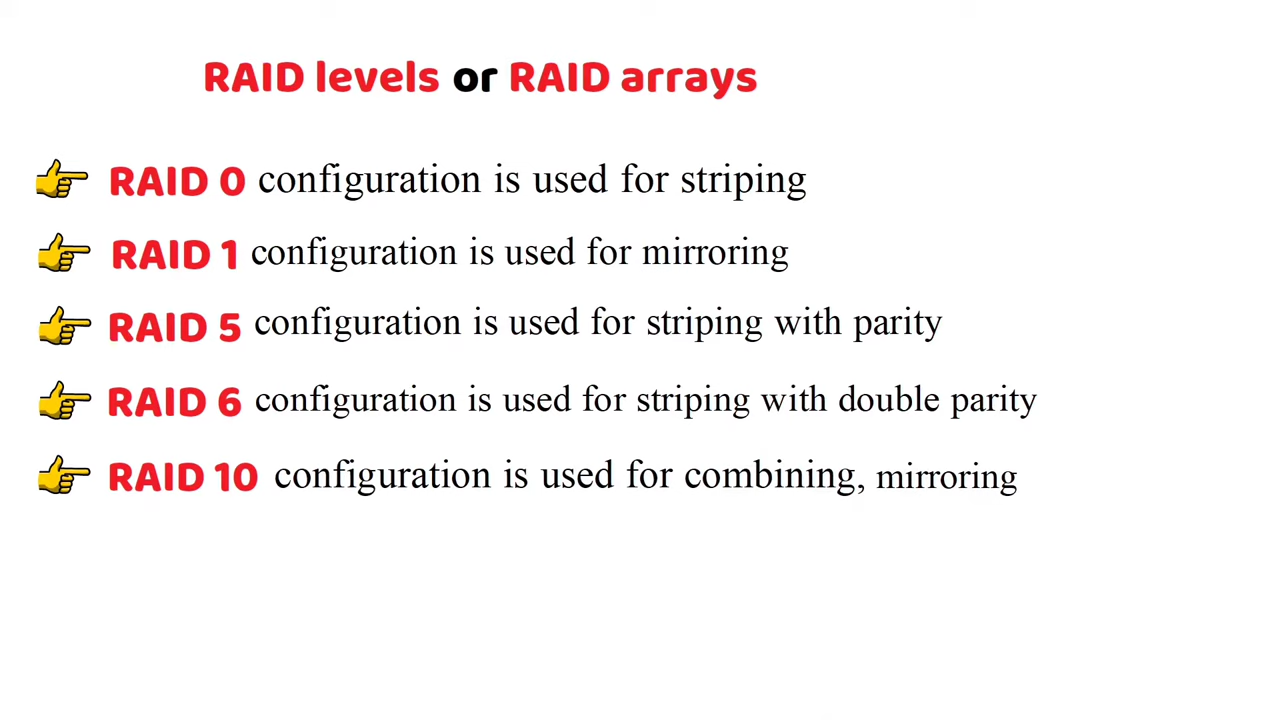 RAID levels or RAID arrays
RAID 0 configuration is used for striping
RAID 1 configuration is used for mirroring
RAID 5 configuration is used for striping with parity
RAID 6 configuration is used for striping with double parity
RAID 10 configuration is used for combining, mirroring